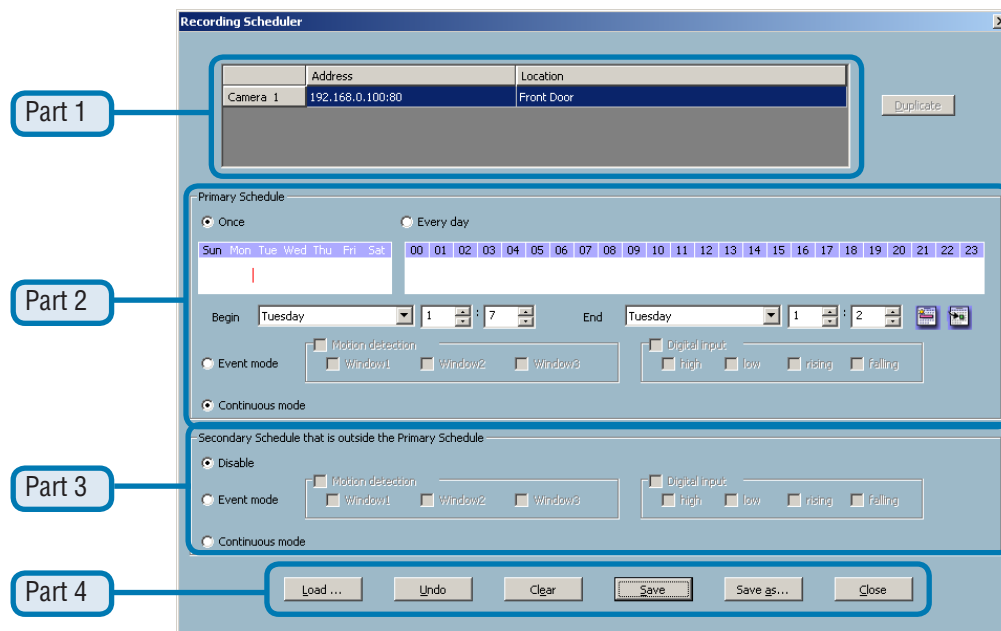 Recording Scheduler
Address Location
Part 1
Camera 1 192.168.0.100:80 Front Door
Duplicate
Primary Schedule
Once Every day
Sun Mon Tue Wed Thu Fri Sat 00 01 02 03 04 05 06 07 08 09 10 11 12 13 14 15 16 17 18 19 20 21 22 23
Part 2
Begin Tuesday 1 : 7 End Tuesday 1 : 2
Motion detection Digital input
Event mode Window1 Window2 Window3 high low rising falling
Continuous mode
Secondary Schedule that is outside the Primary Schedule
Disable
Part 3
Motion detection Digital input
Event mode Window1 Window2 Window3 high low rising falling
Continuous mode
Part 4
Load ... Undo Clear Save Save as... Close